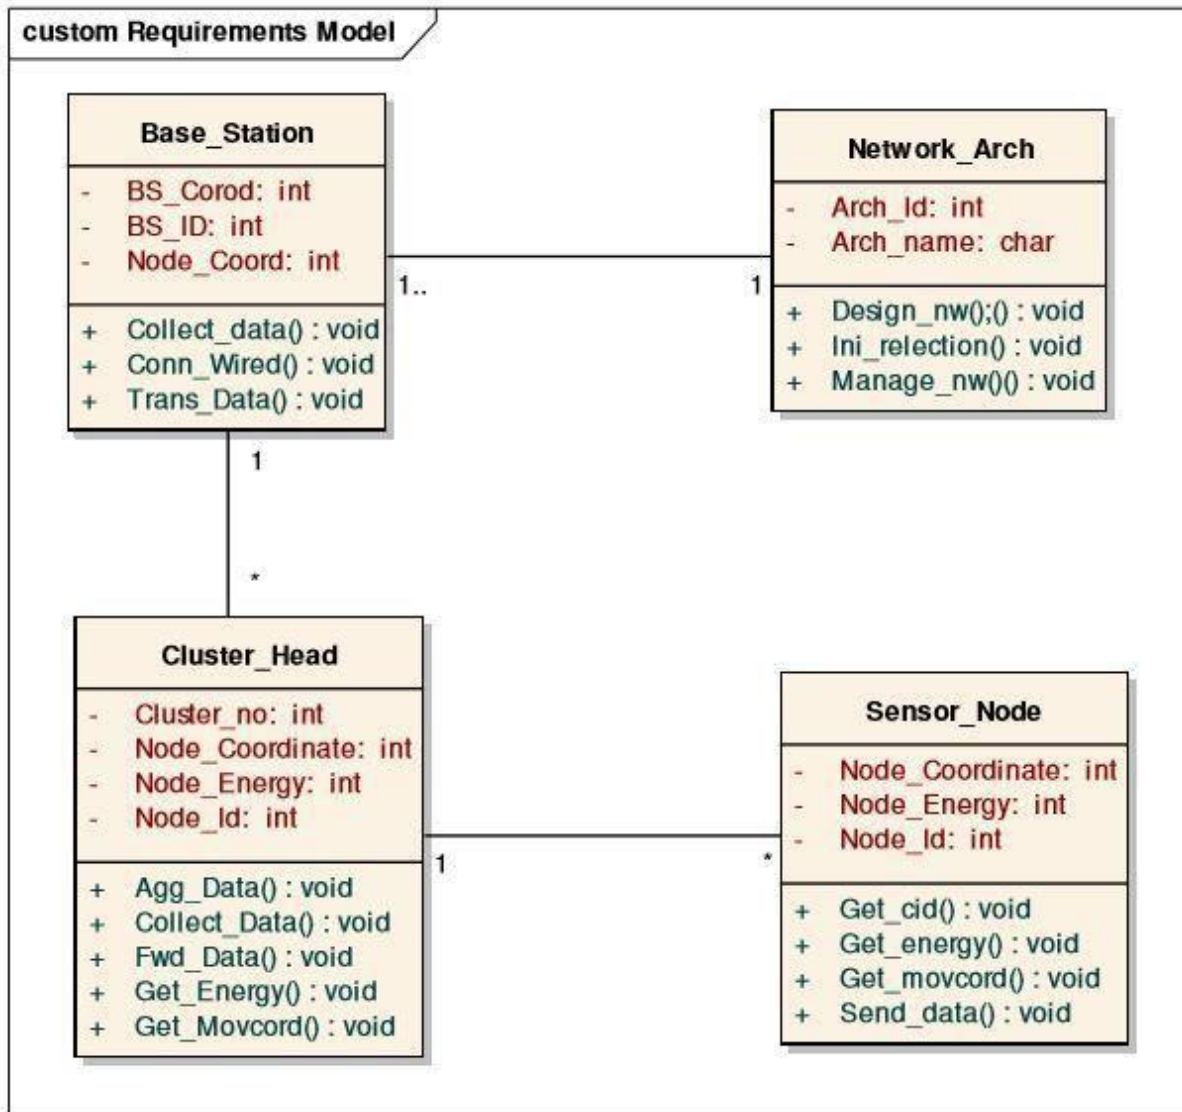 custom Requirements Model
Base_Station
- BS_Corod: int
- BS_ID: int
- Node_Coord: int
+ Collect_data() : void
+ Conn_Wired() : void
+ Trans_Data() : void
Network_Arch
- Arch_Id: int
- Arch_name: char
+ Design_nw();() : void
+ Ini_relection() : void
+ Manage_nw()() : void
1..
1
1
*
Cluster_Head
- Cluster_no: int
- Node_Coordinate: int
- Node_Energy: int
- Node_Id: int
+ Agg_Data() : void
+ Collect_Data() : void
+ Fwd_Data() : void
+ Get_Energy() : void
+ Get_Movcord() : void
1
*
Sensor_Node
- Node_Coordinate: int
- Node_Energy: int
- Node_Id: int
+ Get_cid() : void
+ Get_energy() : void
+ Get_movcord() : void
+ Send_data() : void